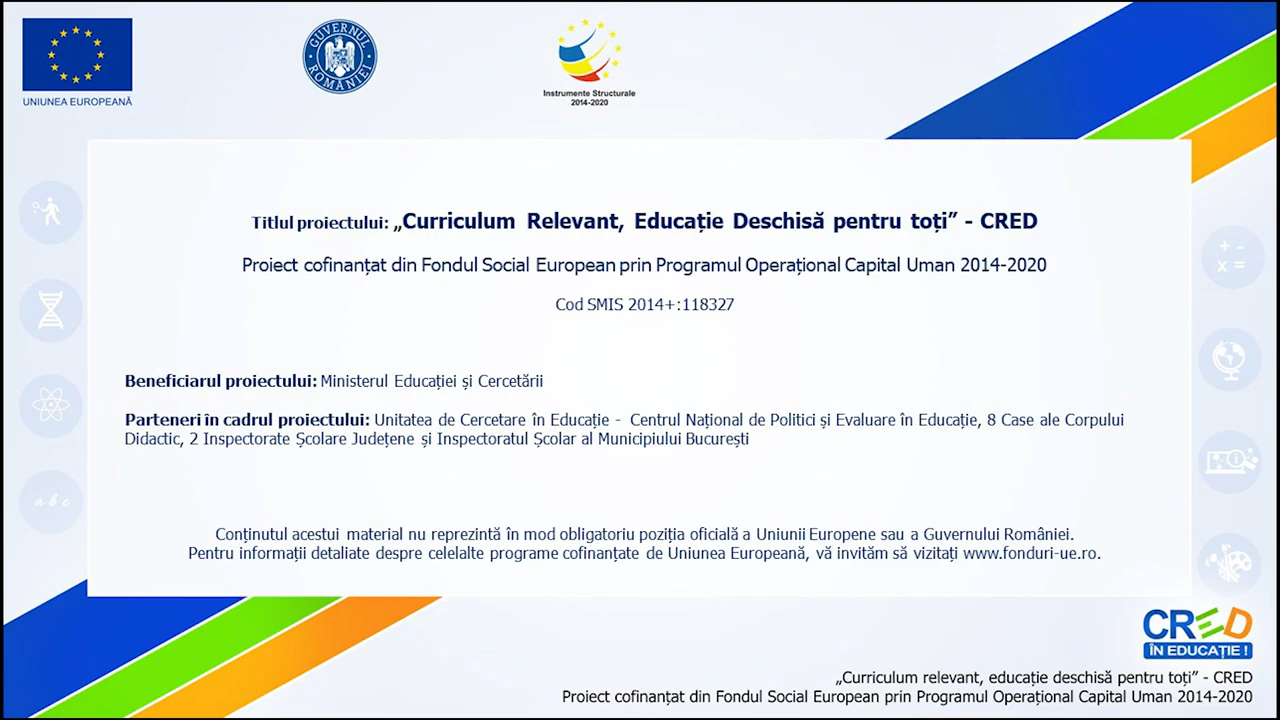 UNIUNEA EUROPEANĂ
GUVERNUL ROMÂNIEI
Instrumente Structurale
2014-2020
Titlul proiectului: „Curriculum Relevant, Educație Deschisă pentru toți” - CRED
Proiect cofinanțat din Fondul Social European prin Programul Operațional Capital Uman 2014-2020
Cod SMIS 2014+:118327
Beneficiarul proiectului: Ministerul Educației și Cercetării
Parteneri în cadrul proiectului: Unitatea de Cercetare în Educație - Centrul Național de Politici și Evaluare în Educație, 8 Case ale Corpului
Didactic, 2 Inspectorate Școlare Județene și Inspectoratul Școlar al Municipiului București
Conținutul acestui material nu reprezintă în mod obligatoriu poziția oficială a Uniunii Europene sau a Guvernului României.
Pentru informații detaliate despre celelalte programe cofinanțate de Uniunea Europeană, vă invităm să vizitați www.fonduri-ue.ro.
+ -
x =
a b c
CRED
ÎN EDUCAȚIE !
„Curriculum relevant, educație deschisă pentru toți” - CRED
Proiect cofinanțat din Fondul Social European prin Programul Operațional Capital Uman 2014-2020